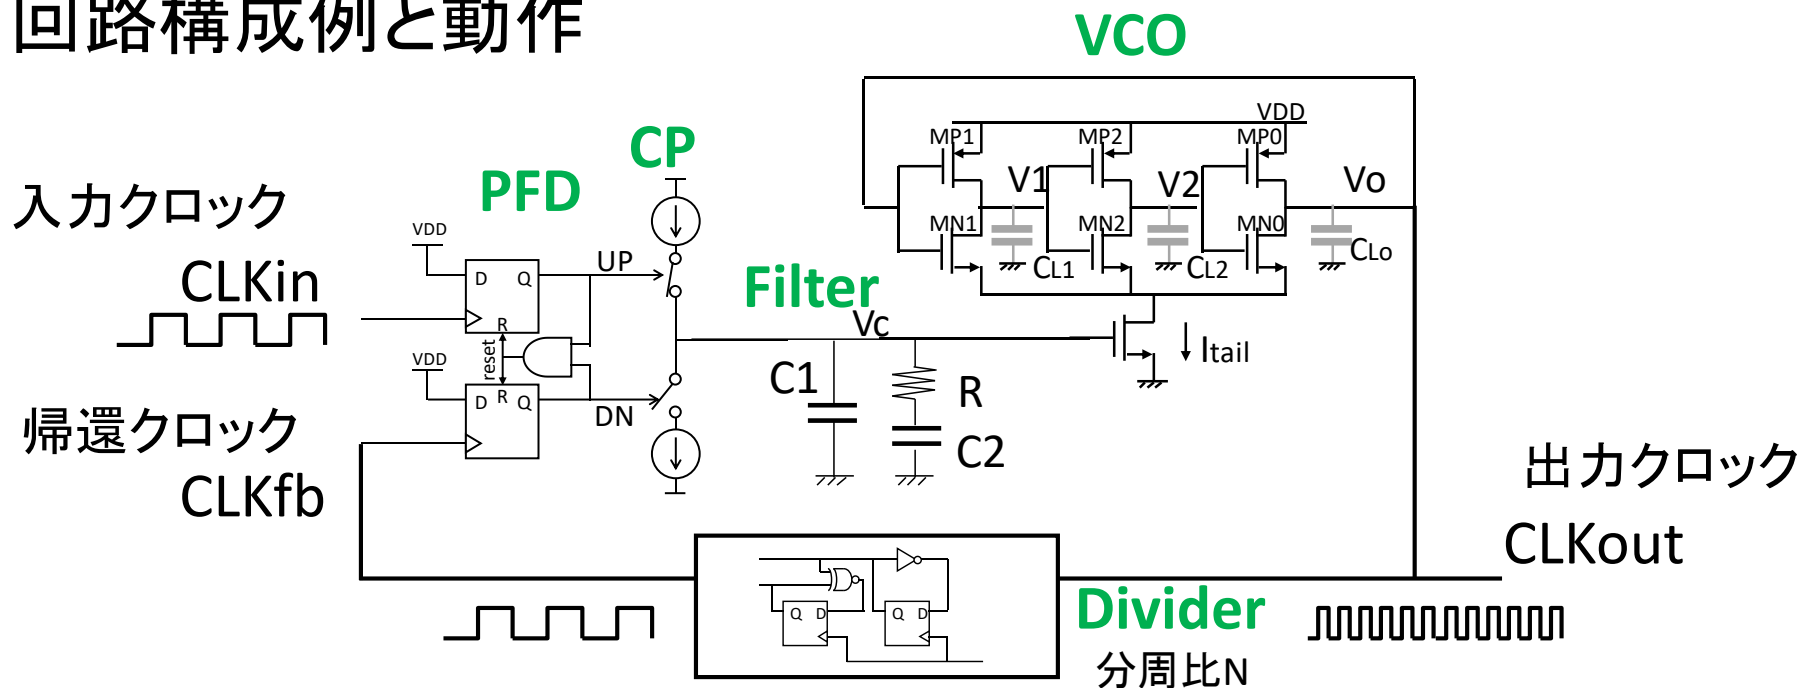 回路構成例と動作
VCO
VDD
MP1
MP2
MP0
CP
PFD
V1
V2
Vo
入力クロック
VDD
MN1
MN2
MN0
UP
CLKin
D
Q
Filter
CL1
CL2
CLo
R
Vc
Itail
reset
VDD
C1
R
D
R
Q
DN
帰還クロック
C2
出力クロック
CLKfb
CLKout
Q
D
Q
D
Divider
分周比N